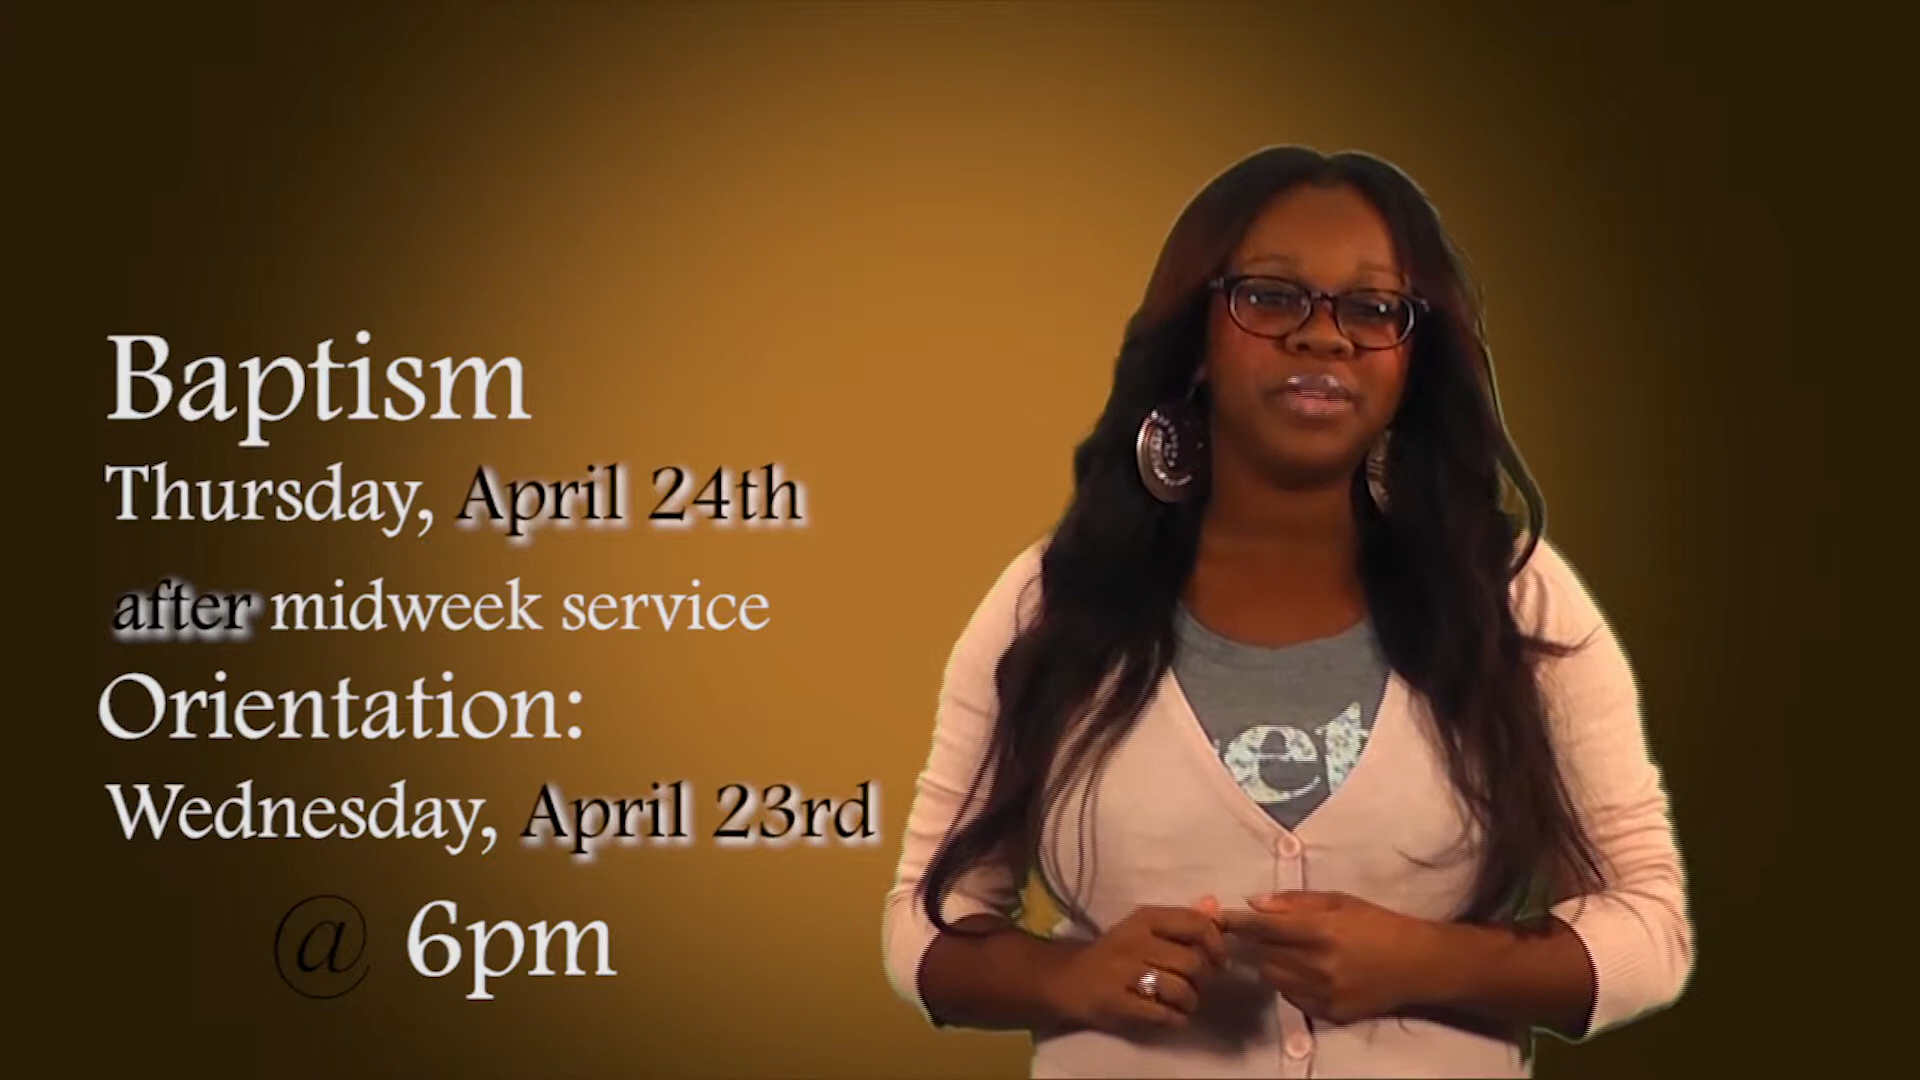 Baptism
Thursday, April 24th
after midweek service
Orientation:
Wednesday, April 23rd
@ 6pm